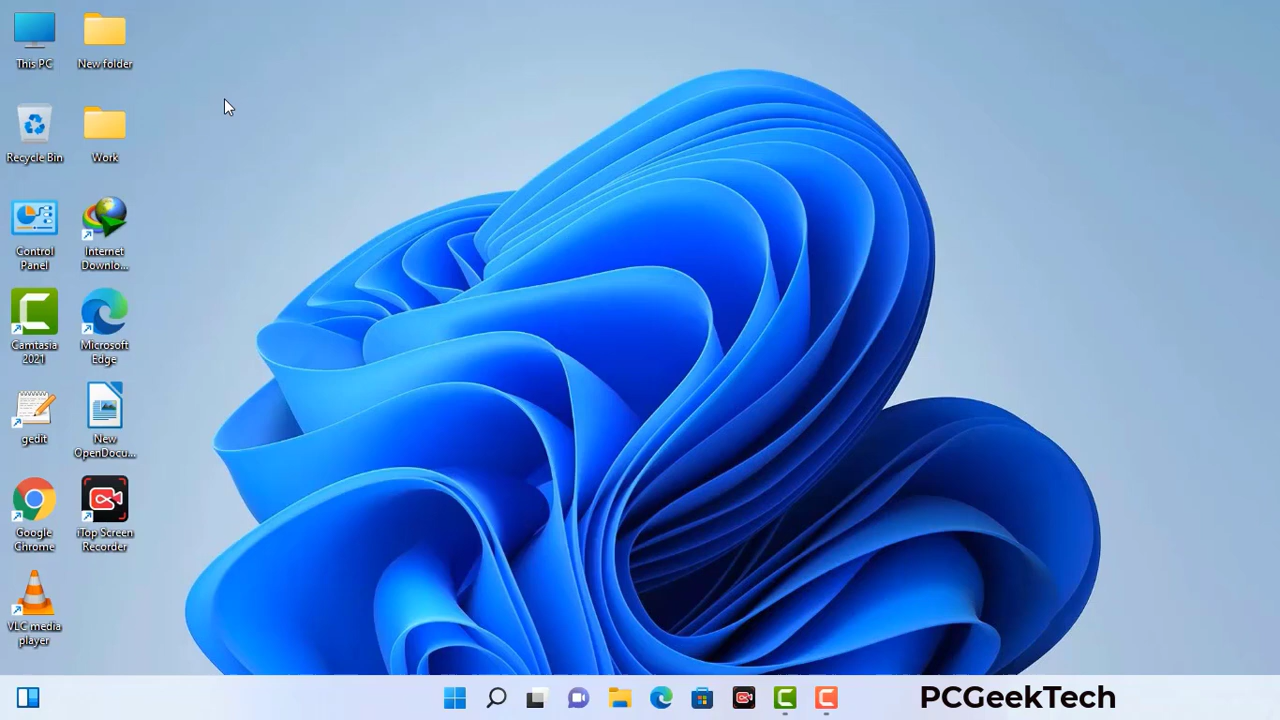 This PC
New folder
Recycle Bin
Work
Control
Panel
Internet
Downlo...
Camtasia
2021
Microsoft
Edge
gedit
New
OpenDocu...
Google
Chrome
iTop Screen
Recorder
VLC media
player
PCGeekTech